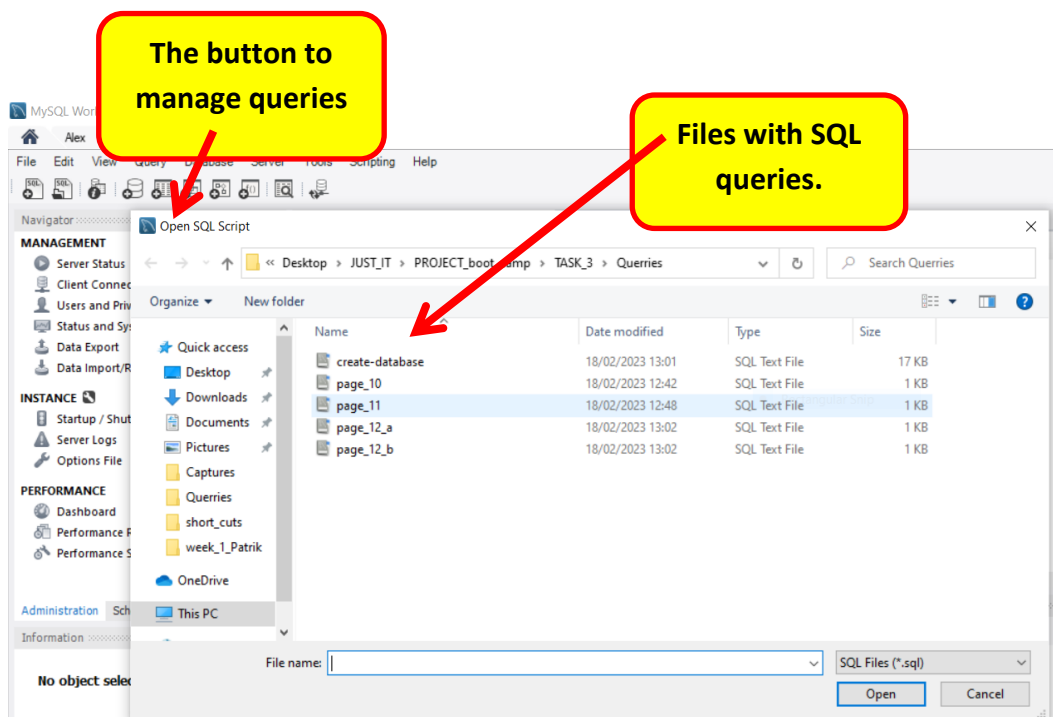 The button to
manage queries
Files with SQL
queries.
MySQL Wor
Alex
File Edit View Query Database Server Tools Scripting Help
SQL SQL
Navigator
Open SQL Script
MANAGEMENT
« Desktop › JUST_IT › PROJECT_boot_camp › TASK_3 › Querries
Search Querries
Server Status
Client Connec
Organize New folder
Users and Priv
Status and Sys
Name Date modified Type Size
Data Export
Quick access
create-database 18/02/2023 13:01 SQL Text File 17 KB
Data Import/R
Desktop
page_10 18/02/2023 12:42 SQL Text File 1 KB
INSTANCE
Downloads
page_11 18/02/2023 12:48 SQL Text File 1 KB
Startup / Shut
Documents
page_12_a 18/02/2023 13:02 SQL Text File 1 KB
Server Logs
Pictures
page_12_b 18/02/2023 13:02 SQL Text File 1 KB
Options File
Captures
PERFORMANCE
Querries
Dashboard
short_cuts
Performance R
week_1_Patrik
Performance S
OneDrive
Administration Sch
This PC
Information
File name:
SQL Files (*.sql)
No object selec
Open Cancel